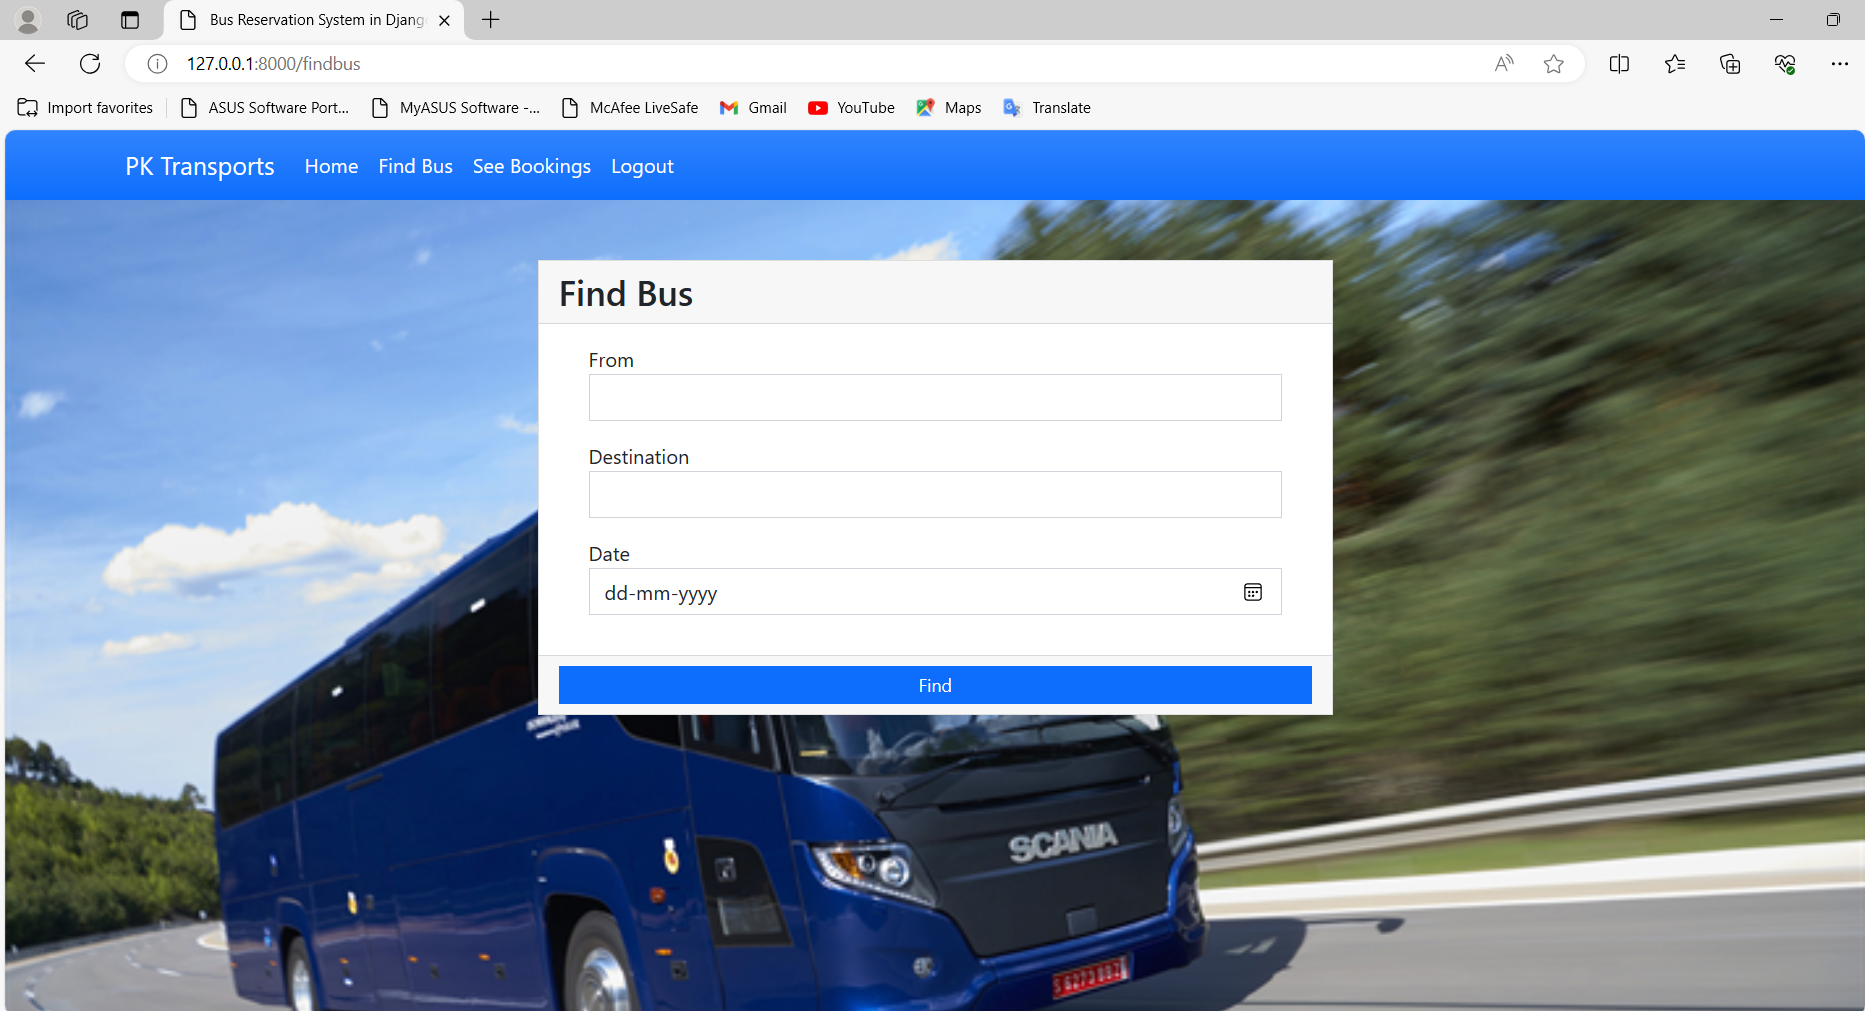 Bus Reservation System in Djang
127.0.0.1:8000/findbus
Import favorites
ASUS Software Port...
MyASUS Software -...
McAfee LiveSafe
Gmail
YouTube
Maps
Translate
PK Transports
Home
Find Bus
See Bookings
Logout
Find Bus
From
Destination
Date
dd-mm-yyyy
Find
SCANIA